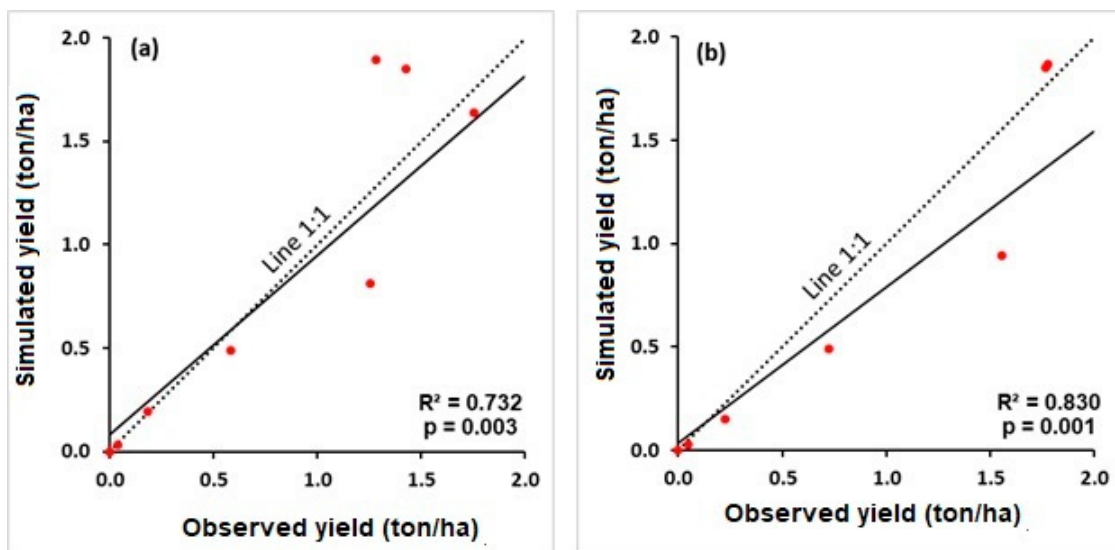 (a)
Simulated yield (ton/ha)
2.0
1.5
1.0
0.5
0.0
Line 1:1
R² = 0.732
p = 0.003
0.0 0.5 1.0 1.5 2.0
Observed yield (ton/ha)
(b)
Simulated yield (ton/ha)
2.0
1.5
1.0
0.5
0.0
Line 1:1
R² = 0.830
p = 0.001
0.0 0.5 1.0 1.5 2.0
Observed yield (ton/ha)